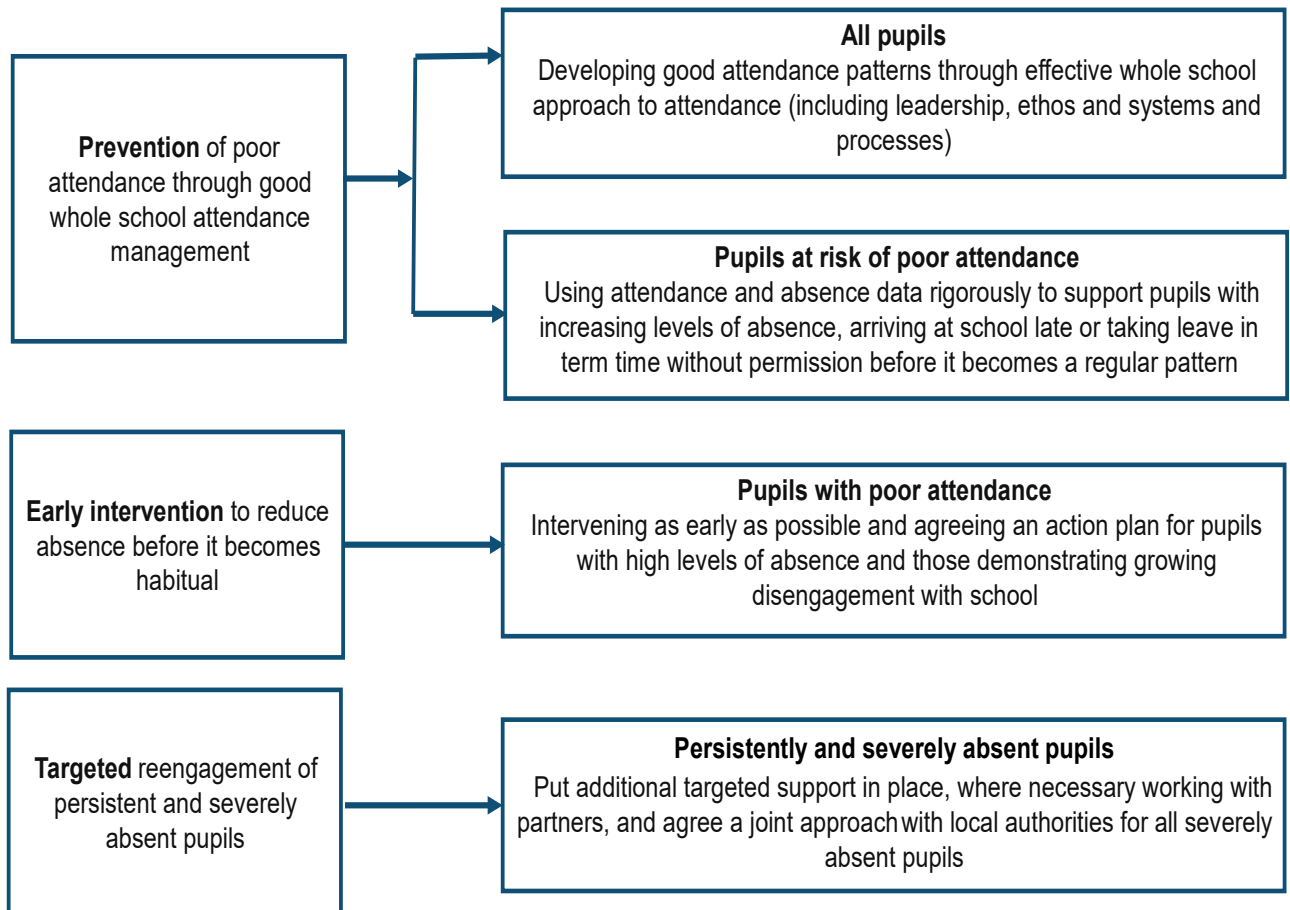 Prevention of poor
attendance through good
whole school attendance
management
All pupils
Developing good attendance patterns through effective whole school
approach to attendance (including leadership, ethos and systems and
processes)
Pupils at risk of poor attendance
Using attendance and absence data rigorously to support pupils with
increasing levels of absence, arriving at school late or taking leave in
term time without permission before it becomes a regular pattern
Early intervention to reduce
absence before it becomes
habitual
Pupils with poor attendance
Intervening as early as possible and agreeing an action plan for pupils
with high levels of absence and those demonstrating growing
disengagement with school
Targeted reengagement of
persistent and severely
absent pupils
Persistently and severely absent pupils
Put additional targeted support in place, where necessary working with
partners, and agree a joint approach with local authorities for all severely
absent pupils